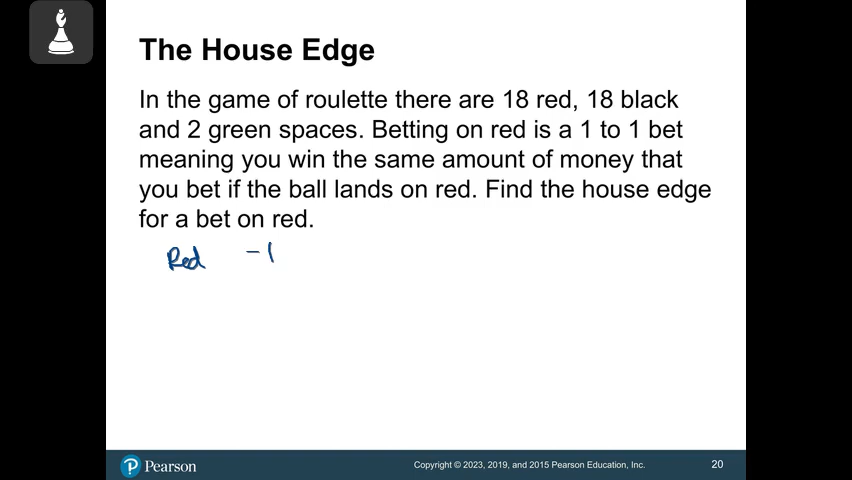 The House Edge
In the game of roulette there are 18 red, 18 black
and 2 green spaces. Betting on red is a 1 to 1 bet
meaning you win the same amount of money that
you bet if the ball lands on red. Find the house edge
for a bet on red.
Red -1
Pearson
Copyright © 2023, 2019, and 2015 Pearson Education, Inc.
20